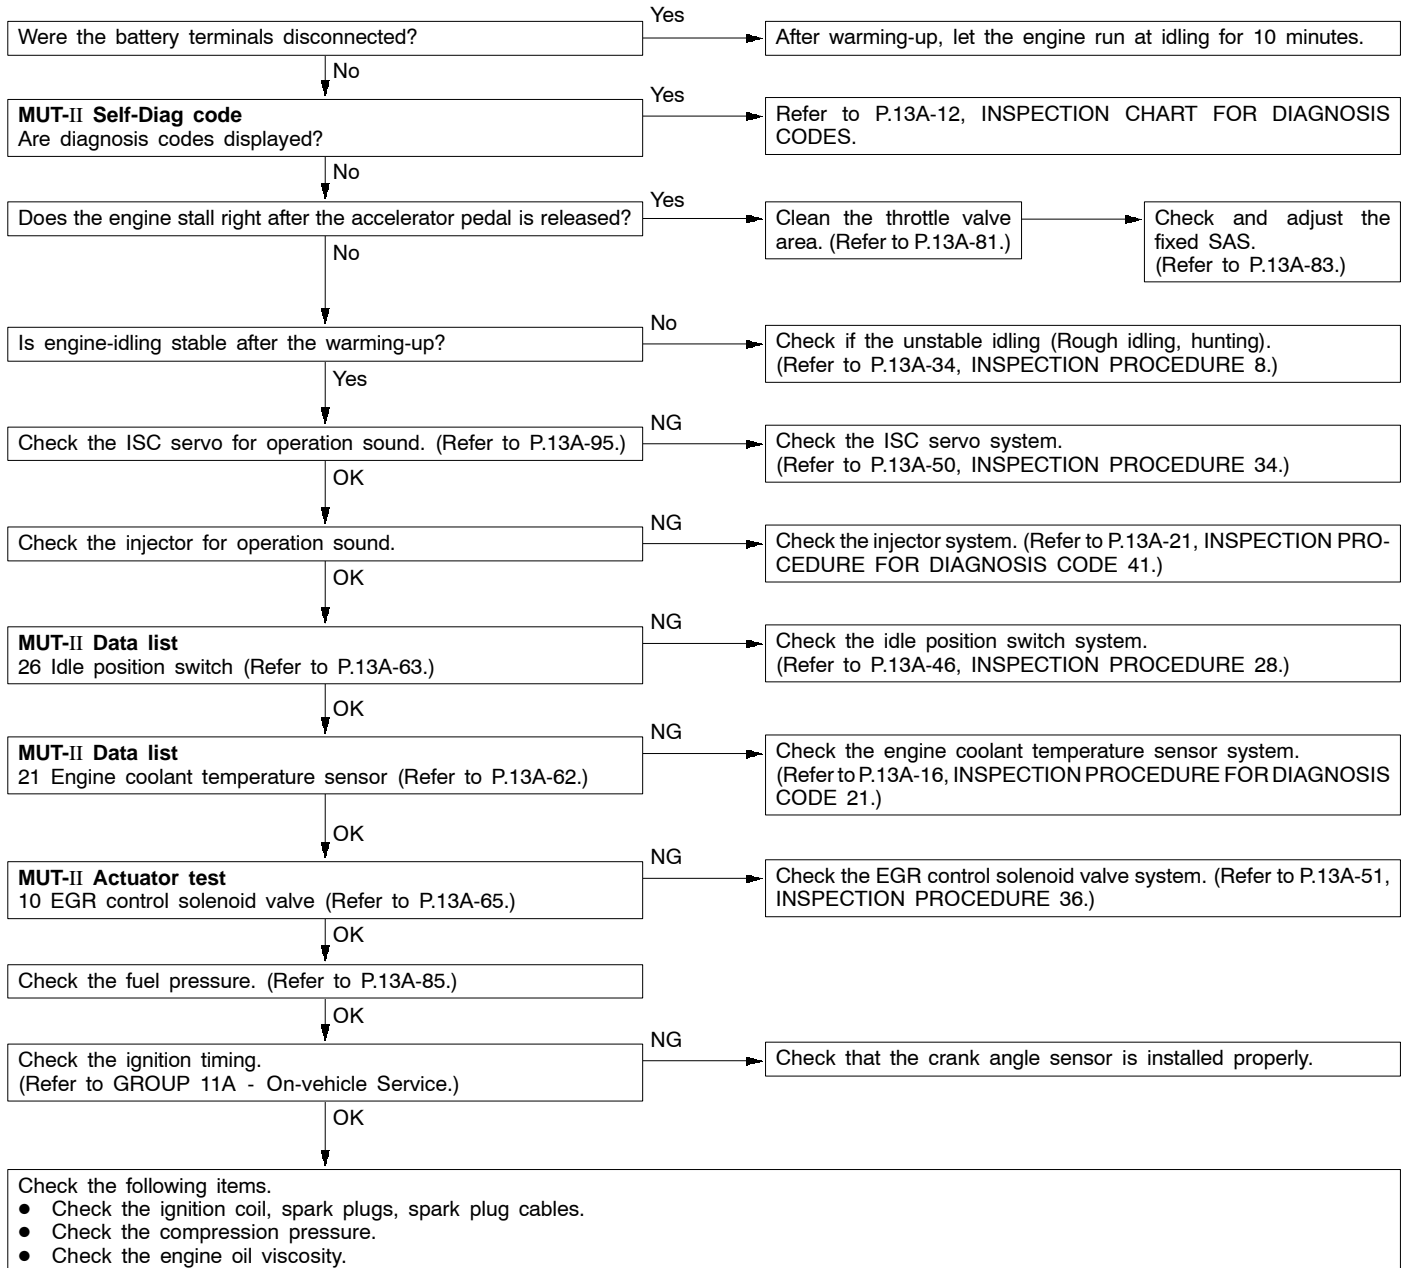 Yes
Were the battery terminals disconnected?
After warming-up, let the engine run at idling for 10 minutes.
No
MUT-II Self-Diag code
Are diagnosis codes displayed?
Yes
Refer to P.13A-12, INSPECTION CHART FOR DIAGNOSIS
CODES.
No
Does the engine stall right after the accelerator pedal is released?
Yes
Clean the throttle valve
area. (Refer to P.13A-81.)
Check and adjust the
fixed SAS.
(Refer to P.13A-83.)
No
Is engine-idling stable after the warming-up?
No
Check if the unstable idling (Rough idling, hunting).
(Refer to P.13A-34, INSPECTION PROCEDURE 8.)
Yes
Check the ISC servo for operation sound. (Refer to P.13A-95.)
NG
Check the ISC servo system.
(Refer to P.13A-50, INSPECTION PROCEDURE 34.)
OK
Check the injector for operation sound.
NG
Check the injector system. (Refer to P.13A-21, INSPECTION PRO-
CEDURE FOR DIAGNOSIS CODE 41.)
OK
MUT-II Data list
26 Idle position switch (Refer to P.13A-63.)
NG
Check the idle position switch system.
(Refer to P.13A-46, INSPECTION PROCEDURE 28.)
OK
MUT-II Data list
21 Engine coolant temperature sensor (Refer to P.13A-62.)
NG
Check the engine coolant temperature sensor system.
(Refer to P.13A-16, INSPECTION PROCEDURE FOR DIAGNOSIS
CODE 21.)
OK
MUT-II Actuator test
10 EGR control solenoid valve (Refer to P.13A-65.)
NG
Check the EGR control solenoid valve system. (Refer to P.13A-51,
INSPECTION PROCEDURE 36.)
OK
Check the fuel pressure. (Refer to P.13A-85.)
OK
Check the ignition timing.
(Refer to GROUP 11A - On-vehicle Service.)
NG
Check that the crank angle sensor is installed properly.
OK
Check the following items.
● Check the ignition coil, spark plugs, spark plug cables.
● Check the compression pressure.
● Check the engine oil viscosity.